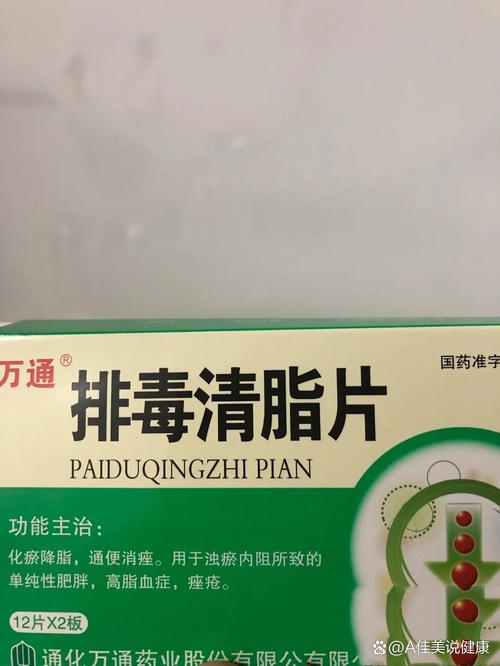 万通®
国药准字
排毒清脂片
PAIDUQINGZHI PIAN
功能主治:
化瘀降脂，通便消痤。用于浊瘀内阻所致的
单纯性肥胖，高脂血症，痤疮。
12片X2板
通化万通药业股份有限公
@A佳美说健康